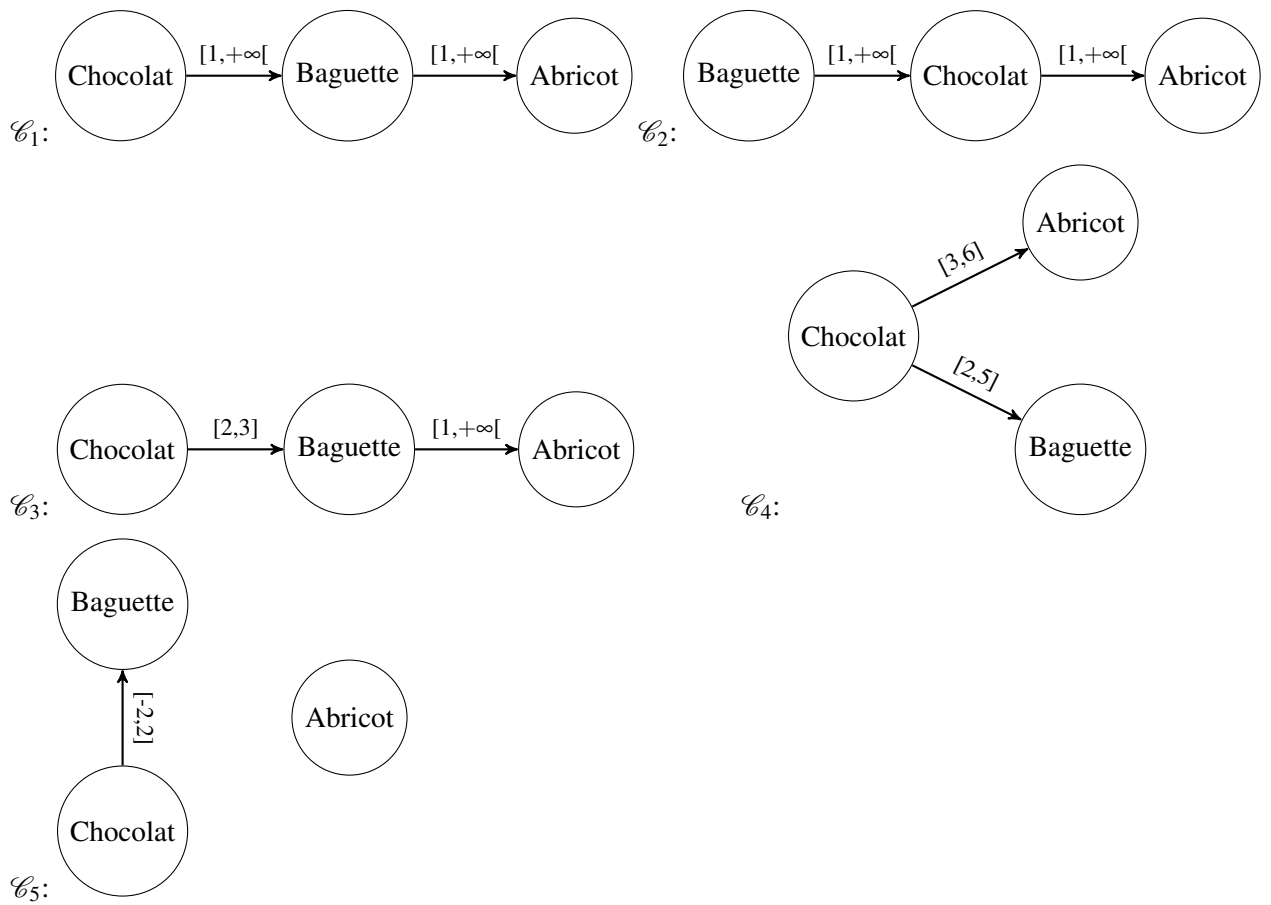 Chocolat [1,+∞[ Baguette [1,+∞[ Abricot
𝒞1:
Baguette [1,+∞[ Chocolat [1,+∞[ Abricot
𝒞2:
Chocolat [2,3] Baguette [1,+∞[ Abricot
𝒞3:
Abricot
[3,6]
Chocolat
[2,5]
Baguette
𝒞4:
Baguette
[-2,2]
Abricot
Chocolat
𝒞5: